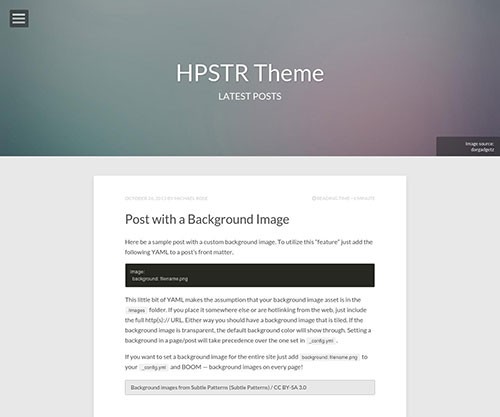 HPSTR Theme
LATEST POSTS
Image source:
dargadgetz
OCTOBER 20, 2013 BY MICHAEL ROSE
READING TIME ~1 MINUTE
Post with a Background Image
Here be a sample post with a custom background image. To utilize this “feature” just add the
following YAML to a post's front matter.
image:
background: filename.png
This little bit of YAML makes the assumption that your background image asset is in the
/images folder. If you place it somewhere else or are hotlinking from the web, just include
the full http(s):// URL. Either way you should have a background image that is tiled. If the
background image is transparent, the default background color will show through. Setting a
background in a page/post will take precedence over the one set in _config.yml .
If you want to set a background image for the entire site just add background: filename.png to
your _config.yml and BOOM — background images on every page!
Background images from Subtle Patterns (Subtle Patterns) / CC BY-SA 3.0